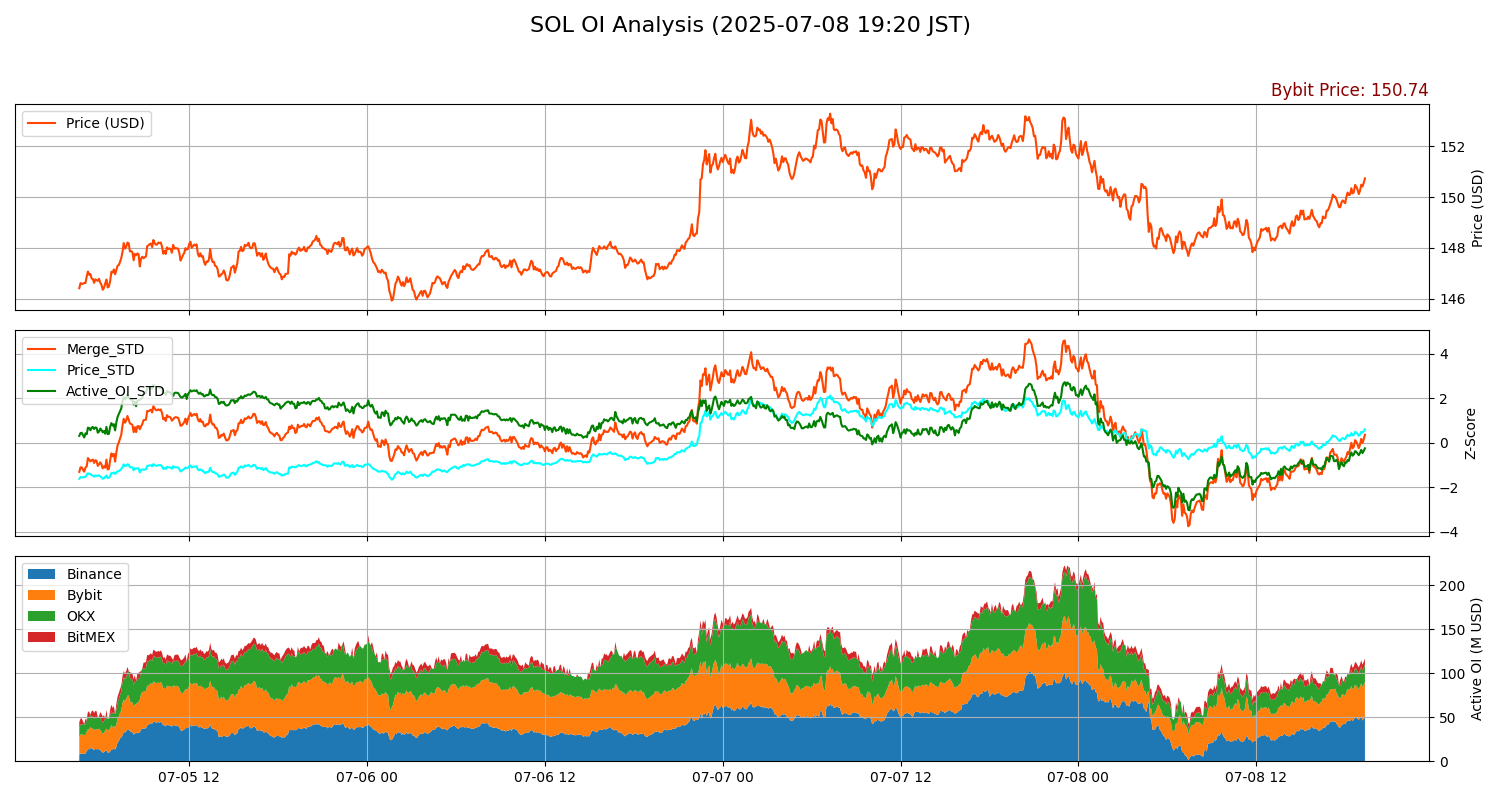 SOL OI Analysis (2025-07-08 19:20 JST)
Bybit Price: 150.74
Price (USD)
152
150
148
146
Price (USD)
Merge_STD
Price_STD
Active_OI_STD
4
2
0
−2
−4
Z-Score
Binance
Bybit
OKX
BitMEX
200
150
100
50
0
Active OI (M USD)
07-05 12
07-06 00
07-06 12
07-07 00
07-07 12
07-08 00
07-08 12